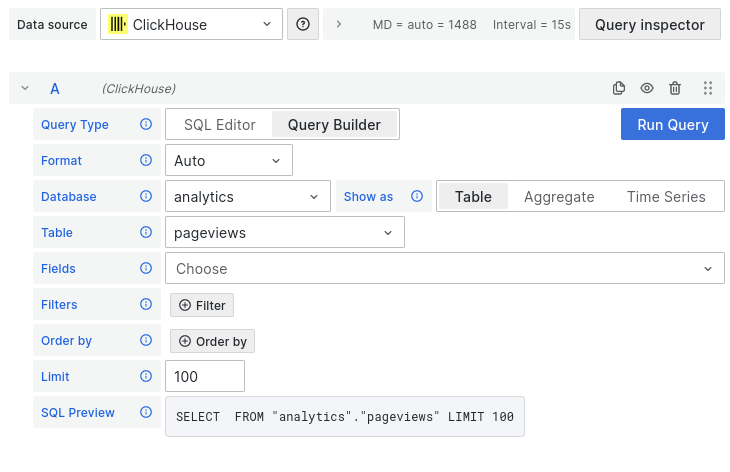 Data source ClickHouse MD = auto = 1488 Interval = 15s Query inspector
A (ClickHouse)
Query Type SQL Editor Query Builder Run Query
Format Auto
Database analytics Show as Table Aggregate Time Series
Table pageviews
Fields Choose
Filters Filter
Order by Order by
Limit 100
SQL Preview SELECT  FROM "analytics"."pageviews" LIMIT 100